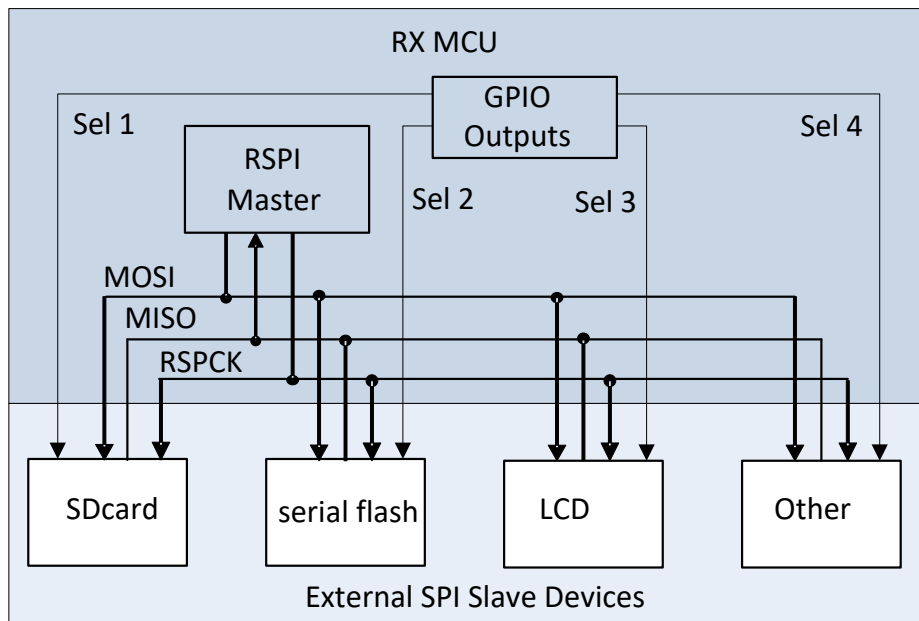 RX MCU
GPIO
Outputs
Sel 1
Sel 4
RSPI
Master
Sel 2
Sel 3
MOSI
MISO
RSPCK
SDcard
serial flash
LCD
Other
External SPI Slave Devices